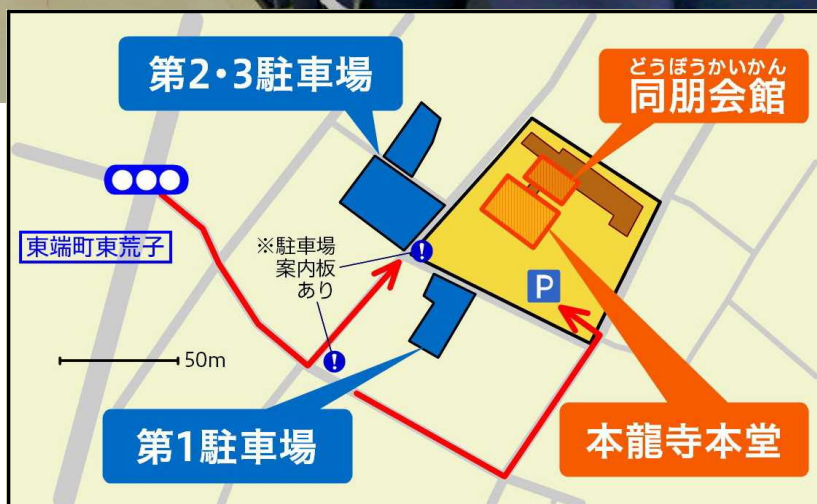 第2・3駐車場
どうぼうかいかん
同朋会館
東端町東荒子
※駐車場
案内板
あり
P
50m
第1駐車場
本龍寺本堂